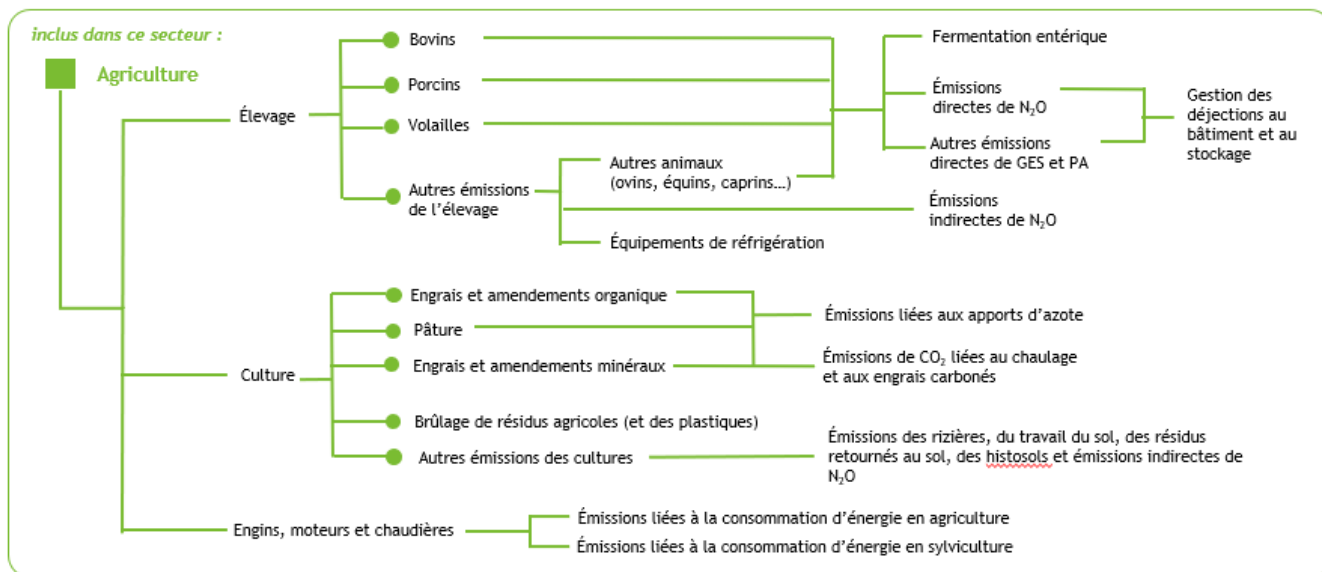 inclus dans ce secteur :
Agriculture
Élevage
Bovins
Porcins
Volailles
Autres émissions
de l'élevage
Autres animaux
(ovins, équins, caprins…)
Équipements de réfrigération
Fermentation entérique
Émissions
directes de N₂O
Autres émissions
directes de GES et PA
Émissions
indirectes de N₂O
Gestion des
déjections au
bâtiment et au
stockage
Culture
Engrais et amendements organique
Pâture
Engrais et amendements minéraux
Brûlage de résidus agricoles (et des plastiques)
Autres émissions des cultures
Émissions liées aux apports d'azote
Émissions de CO₂ liées au chaulage
et aux engrais carbonés
Émissions des rizières, du travail du sol, des résidus
retournés au sol, des histosols et émissions indirectes de
N₂O
Engins, moteurs et chaudières
Émissions liées à la consommation d'énergie en agriculture
Émissions liées à la consommation d'énergie en sylviculture